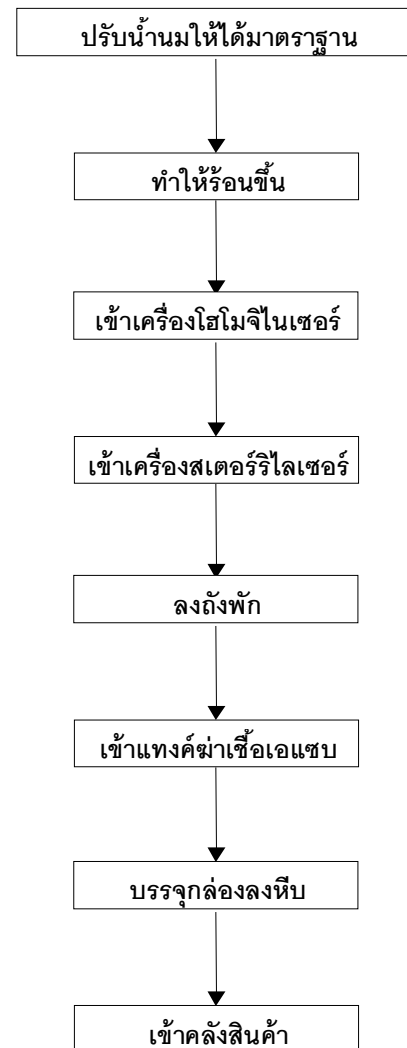 ปรับน้ำนมให้ได้มาตราฐาน
ทำให้ร้อนขึ้น
เข้าเครื่องโฮโมจิไนเซอร์
เข้าเครื่องสเตอร์ริไลเซอร์
ลงถังพัก
เข้าแทงค์ฆ่าเชื้อเอแซบ
บรรจุกล่องลงหีบ
เข้าคลังสินค้า